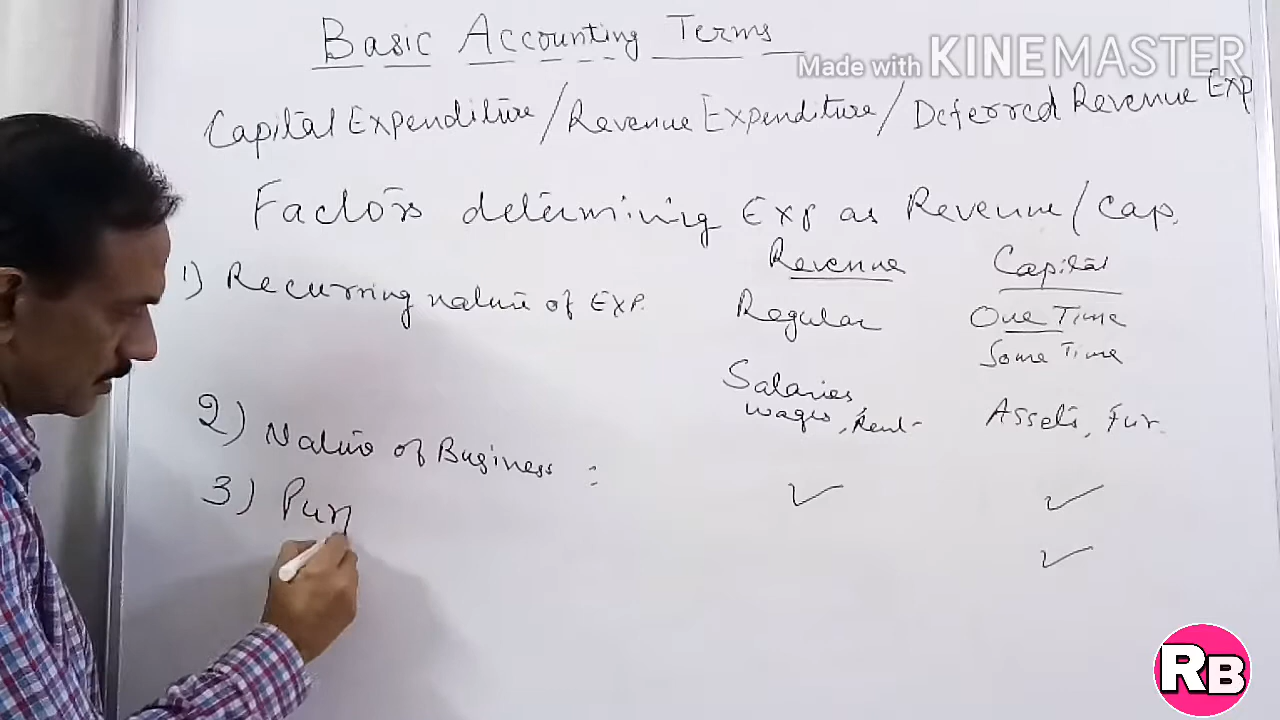 Basic Accounting Terms
Made with KINEMASTER
Capital Expenditure / Revenue Expenditure / Deferred Revenue Exp
Factors determining Exp as Revenue / Cap.
Revenue Capital
1) Recurring nature of Exp. Regular One Time
Some Time
Salaries
wages, Rent Assets, Fur.
2) Nature of Business : ✓ ✓
3) Pur ✓
RB